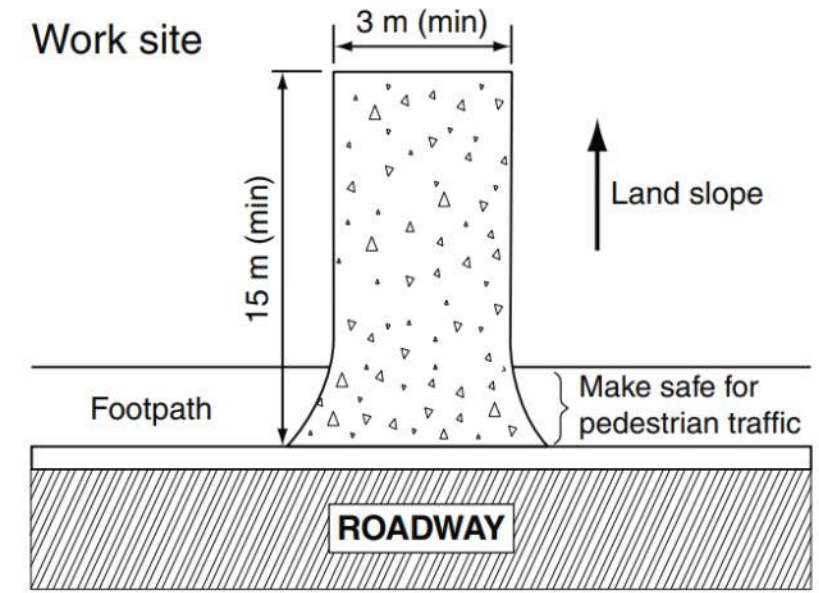 Work site
3 m (min)
15 m (min)
Land slope
Footpath
Make safe for
pedestrian traffic
ROADWAY